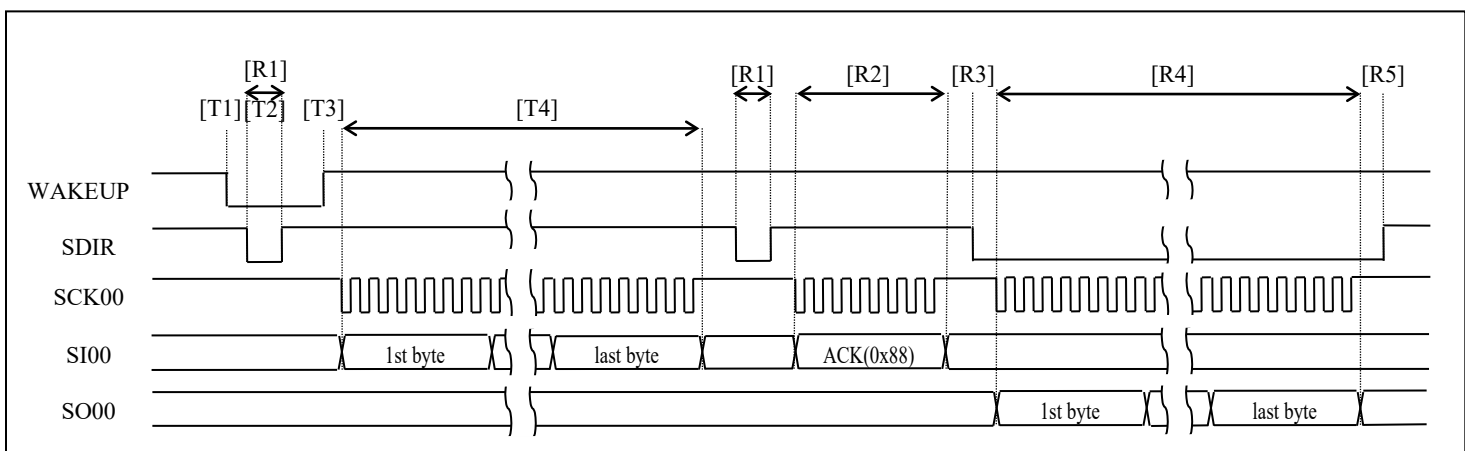 [R1] [R1] [R2] [R3] [R4] [R5]
[T1] [T2] [T3] [T4]
WAKEUP
SDIR
SCK00
SI00 1st byte last byte ACK(0x88)
SO00 1st byte last byte